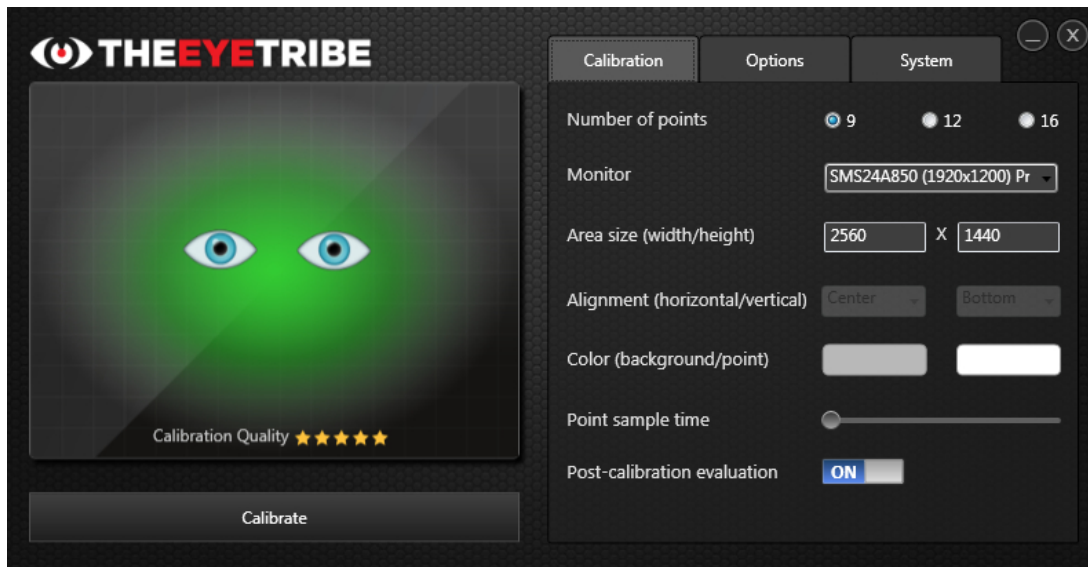 THEEYETRIBE
X
Calibration Options System
Number of points 9 12 16
Monitor SMS24A850 (1920x1200) Pr
Area size (width/height) 2560 X 1440
Alignment (horizontal/vertical) Center Bottom
Color (background/point)
Point sample time
Post-calibration evaluation ON
Calibration Quality
Calibrate